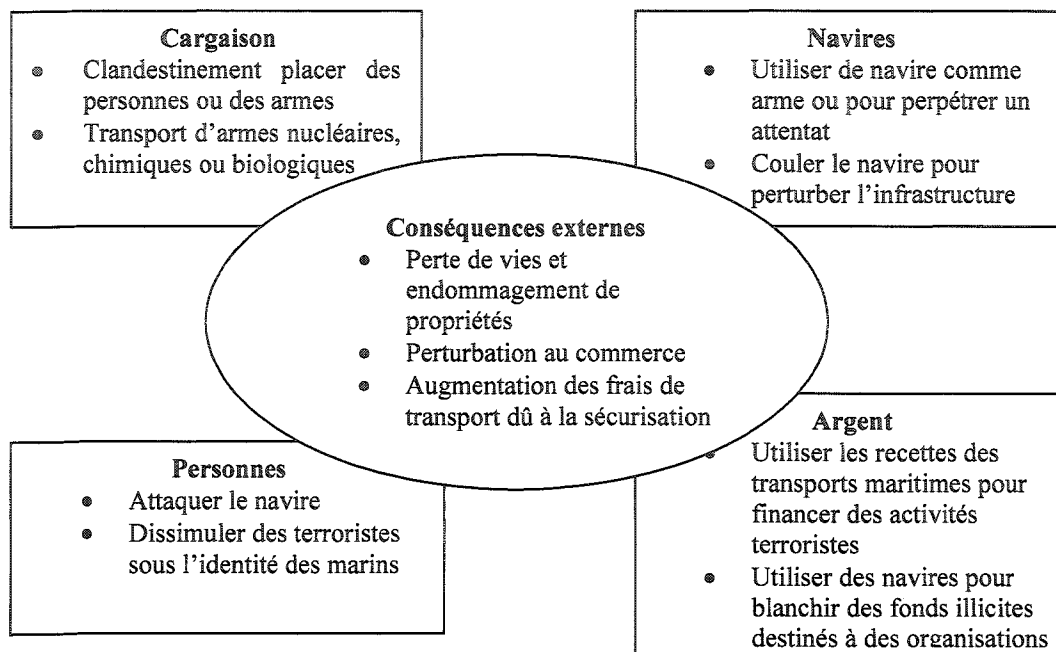 Cargaison
• Clandestinement placer des
personnes ou des armes
• Transport d'armes nucléaires,
chimiques ou biologiques
Navires
• Utiliser de navire comme
arme ou pour perpétrer un
attentat
• Couler le navire pour
perturber l'infrastructure
Conséquences externes
• Perte de vies et
endommagement de
propriétés
• Perturbation au commerce
• Augmentation des frais de
transport dû à la sécurisation
Personnes
• Attaquer le navire
• Dissimuler des terroristes
sous l'identité des marins
Argent
• Utiliser les recettes des
transports maritimes pour
financer des activités
terroristes
• Utiliser des navires pour
blanchir des fonds illicites
destinés à des organisations